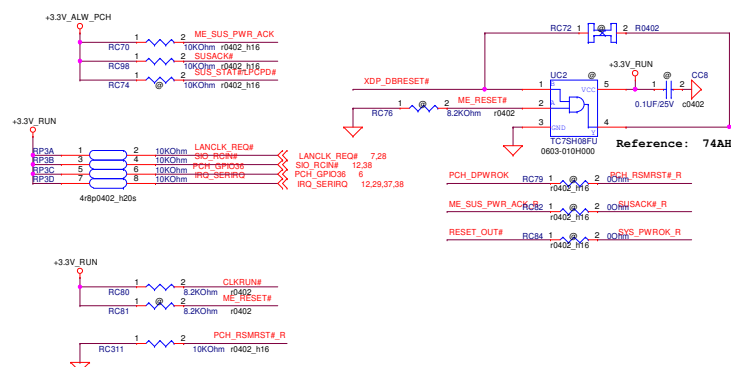 +3.3V_ALW_PCH
RC70 1 2 10KOhm r0402_h16 ME_SUS_PWR_ACK
RC98 1 2 10KOhm r0402_h16 SUSACK#
RC74 1 @ 2 10KOhm r0402_h16 SUS_STAT#/LPCPD#
+3.3V_RUN
RP3A 1 2 10KOhm LANCLK_REQ# LANCLK_REQ# 7,28
RP3B 3 4 10KOhm SIO_RCIN# SIO_RCIN# 12,38
RP3C 5 6 10KOhm PCH_GPIO36 PCH_GPIO36 6
RP3D 7 8 10KOhm IRQ_SERIRQ IRQ_SERIRQ 12,29,37,38
4r8p0402_h20s
+3.3V_RUN
RC80 1 2 8.2KOhm r0402 CLKRUN#
RC81 1 @ 2 8.2KOhm r0402 ME_RESET#
RC311 1 2 10KOhm r0402_h16 PCH_RSMRST#_R
RC72 1 @ 2 R0402
+3.3V_RUN
XDP_DBRESET#
RC76 1 @ 2 8.2KOhm r0402 ME_RESET#
UC2 @
1 B VCC 5
2 A
3 GND Y 4
TC7SH08FU
0603-010H000
1 @ 2 CC8
0.1UF/25V c0402
Reference: 74AH
PCH_DPWROK RC79 1 @ 2 0Ohm PCH_RSMRST#_R
r0402_h16
ME_SUS_PWR_ACK_R RC82 1 @ 2 0Ohm SUSACK#_R
r0402_h16
RESET_OUT# RC84 1 @ 2 0Ohm SYS_PWROK_R
r0402_h16